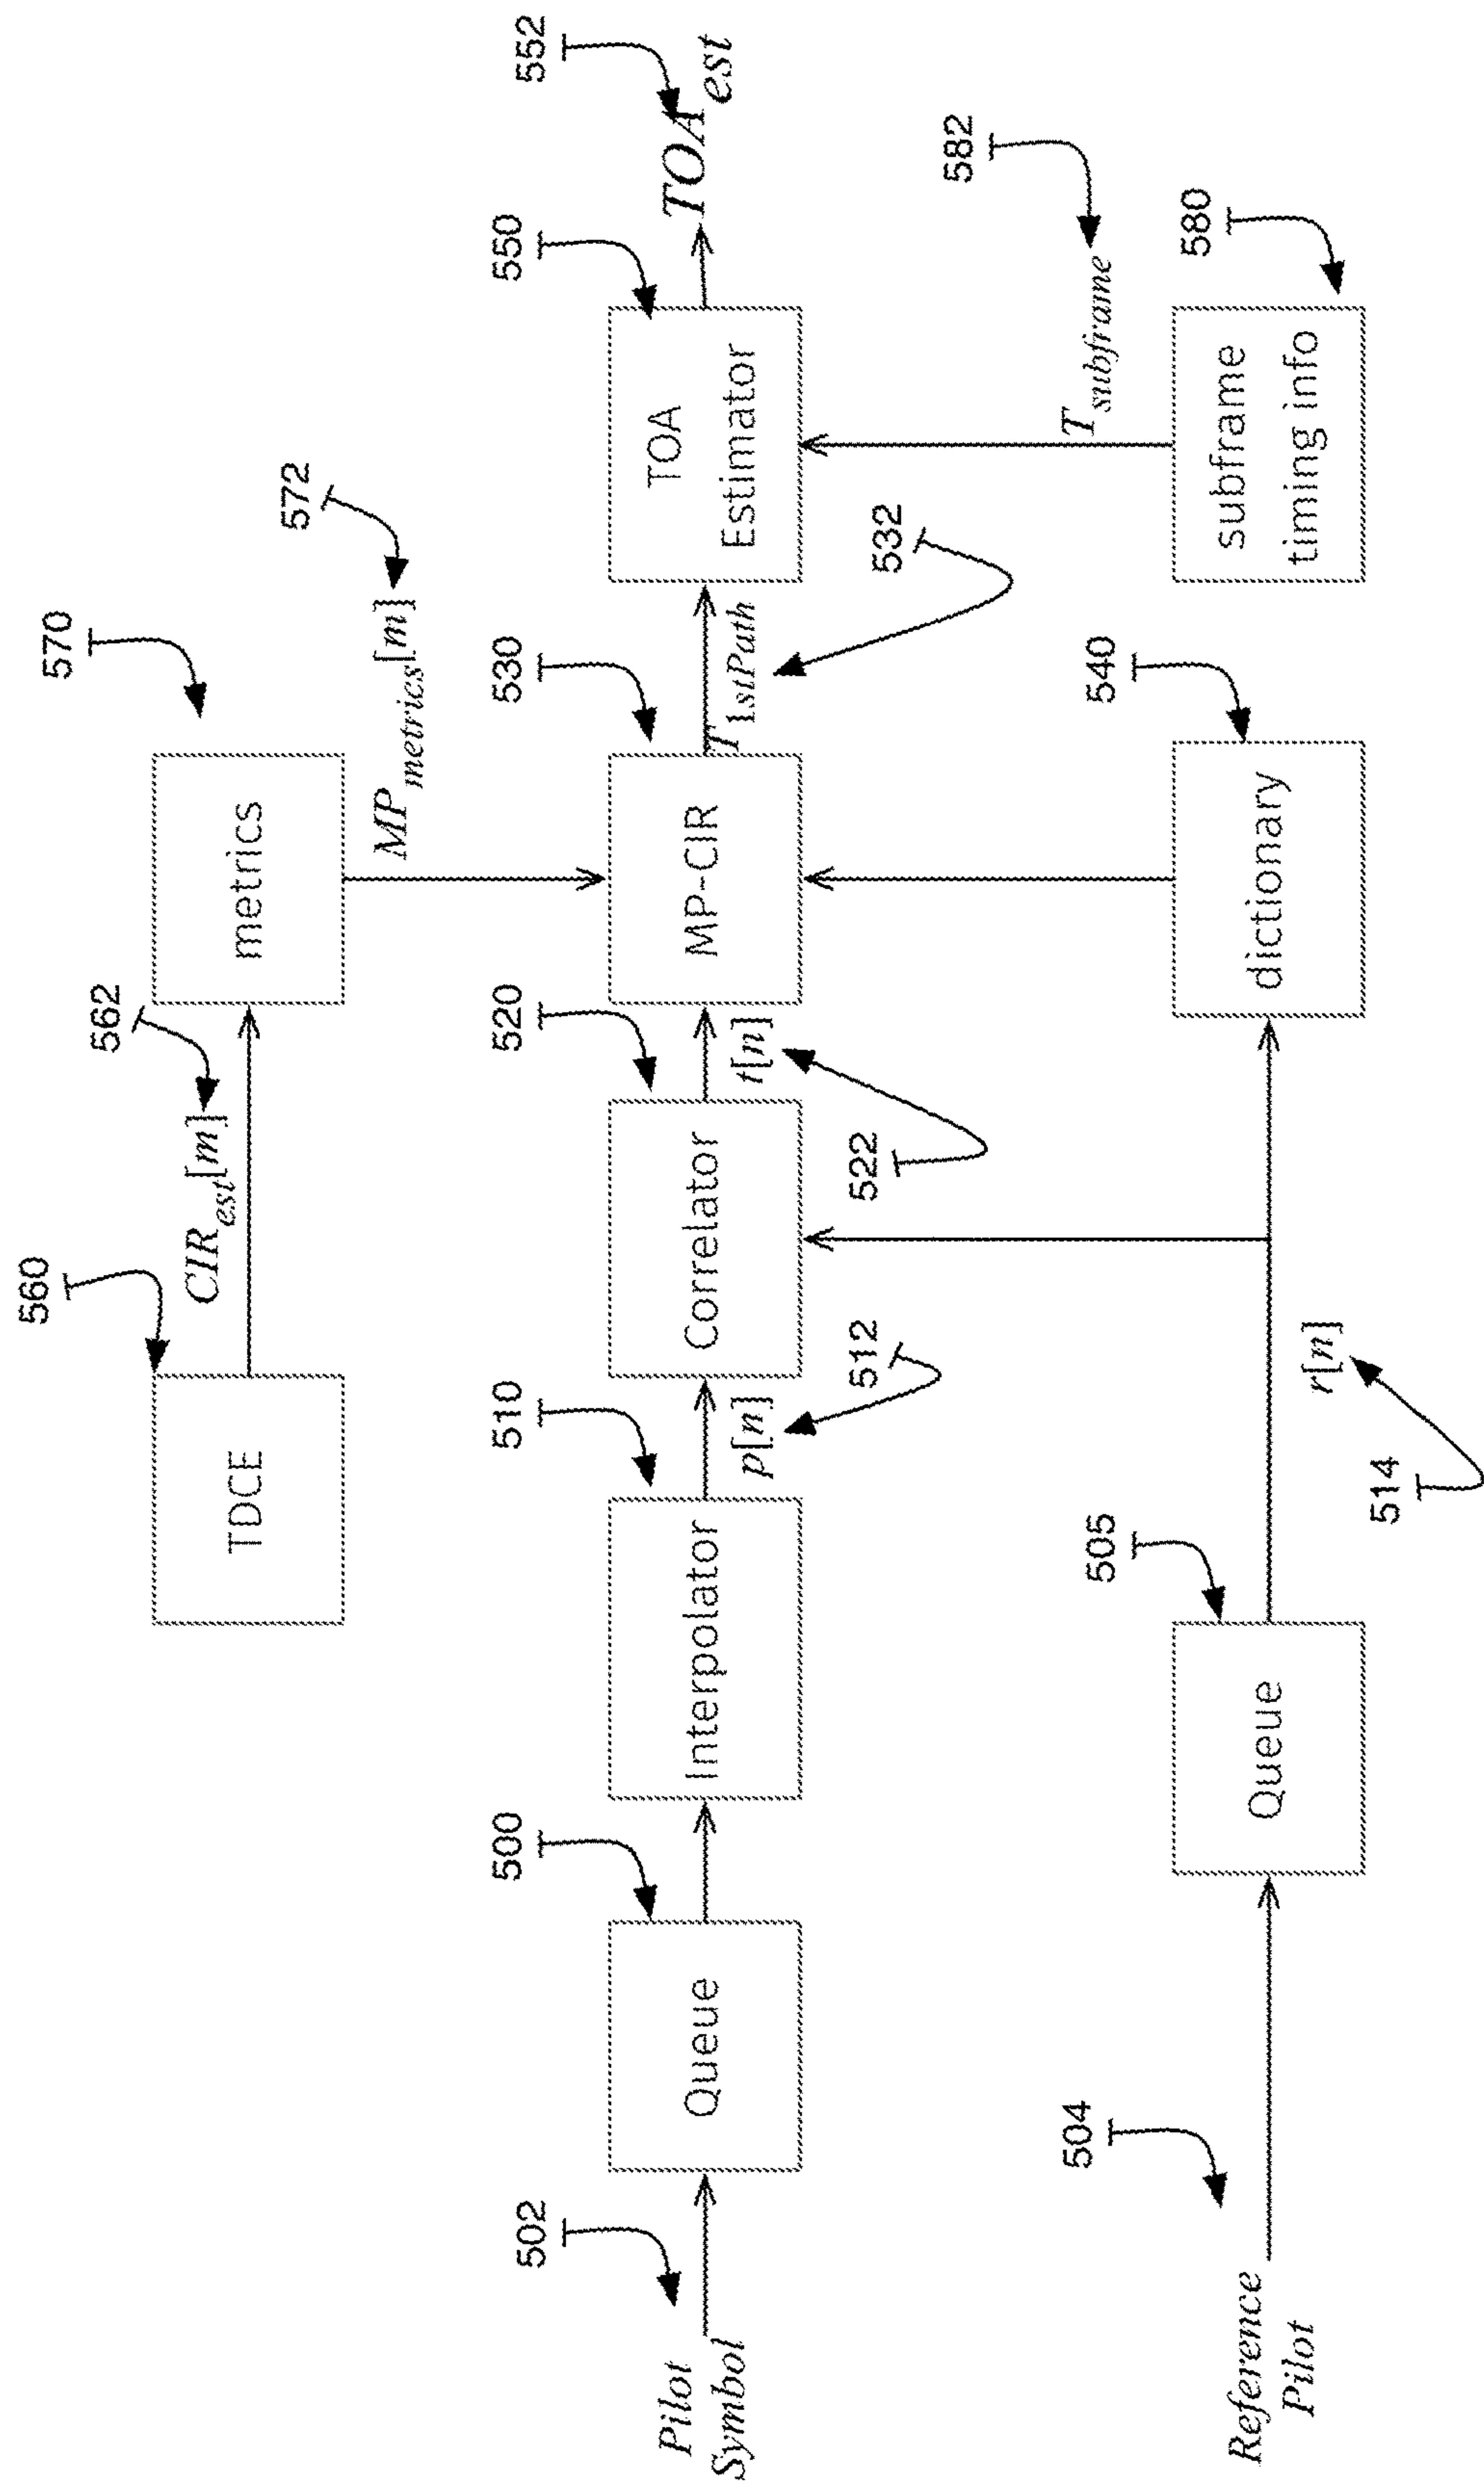 560
TDCE
CIR_est[m]
562
570
metrics
MP_metrics[m]
572
502
Pilot
Symbol
500
Queue
510
Interpolator
p[n]
512
520
Correlator
t[n]
522
530
MP-CIR
T_1stPath
532
550
TOA
Estimator
TOA_est
552
504
Reference
Pilot
505
Queue
r[n]
514
540
dictionary
T_subframe
582
580
subframe
timing info